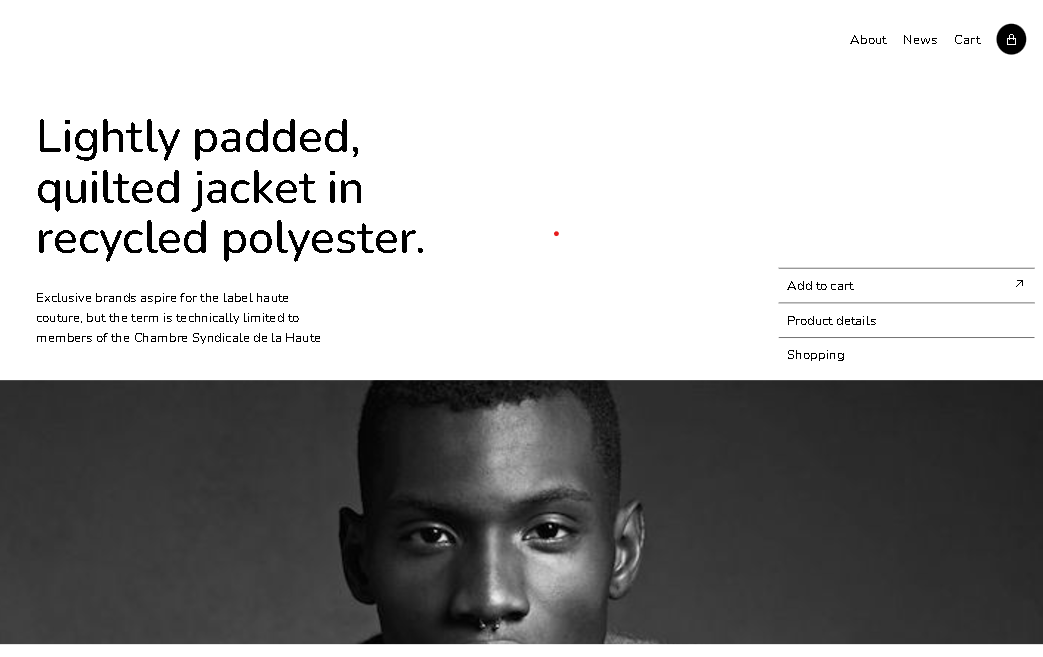 About News Cart
Lightly padded,
quilted jacket in
recycled polyester.
Exclusive brands aspire for the label haute
couture, but the term is technically limited to
members of the Chambre Syndicale de la Haute
Add to cart
Product details
Shopping